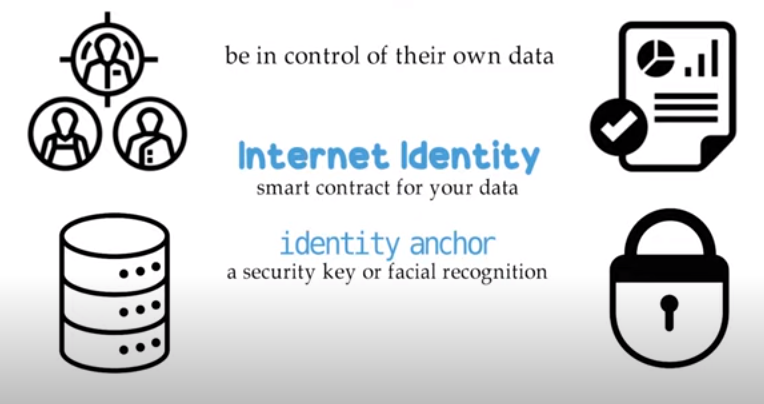 be in control of their own data
Internet Identity
smart contract for your data
identity anchor
a security key or facial recognition